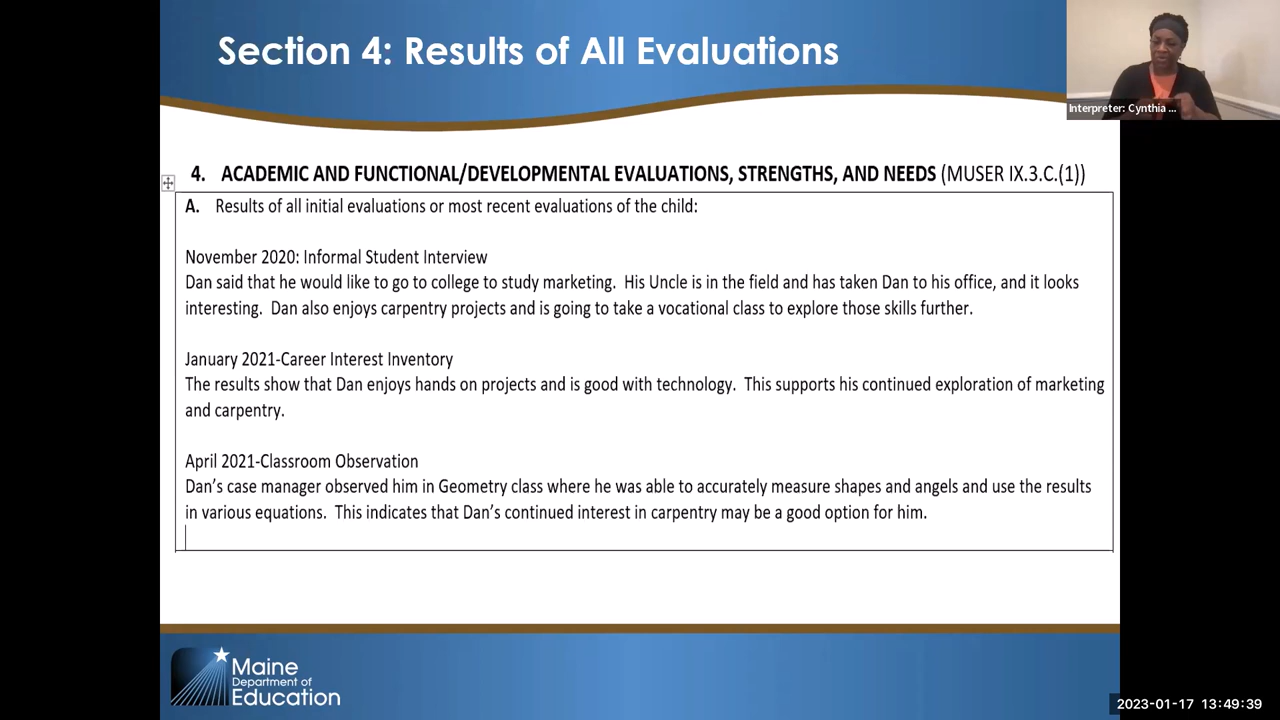 Section 4: Results of All Evaluations
Interpreter: Cynthia ...
4. ACADEMIC AND FUNCTIONAL/DEVELOPMENTAL EVALUATIONS, STRENGTHS, AND NEEDS (MUSER IX.3.C.(1))
A. Results of all initial evaluations or most recent evaluations of the child:
November 2020: Informal Student Interview
Dan said that he would like to go to college to study marketing. His Uncle is in the field and has taken Dan to his office, and it looks
interesting. Dan also enjoys carpentry projects and is going to take a vocational class to explore those skills further.
January 2021-Career Interest Inventory
The results show that Dan enjoys hands on projects and is good with technology. This supports his continued exploration of marketing
and carpentry.
April 2021-Classroom Observation
Dan's case manager observed him in Geometry class where he was able to accurately measure shapes and angels and use the results
in various equations. This indicates that Dan's continued interest in carpentry may be a good option for him.
Maine
Department of
Education
2023-01-17 13:49:39